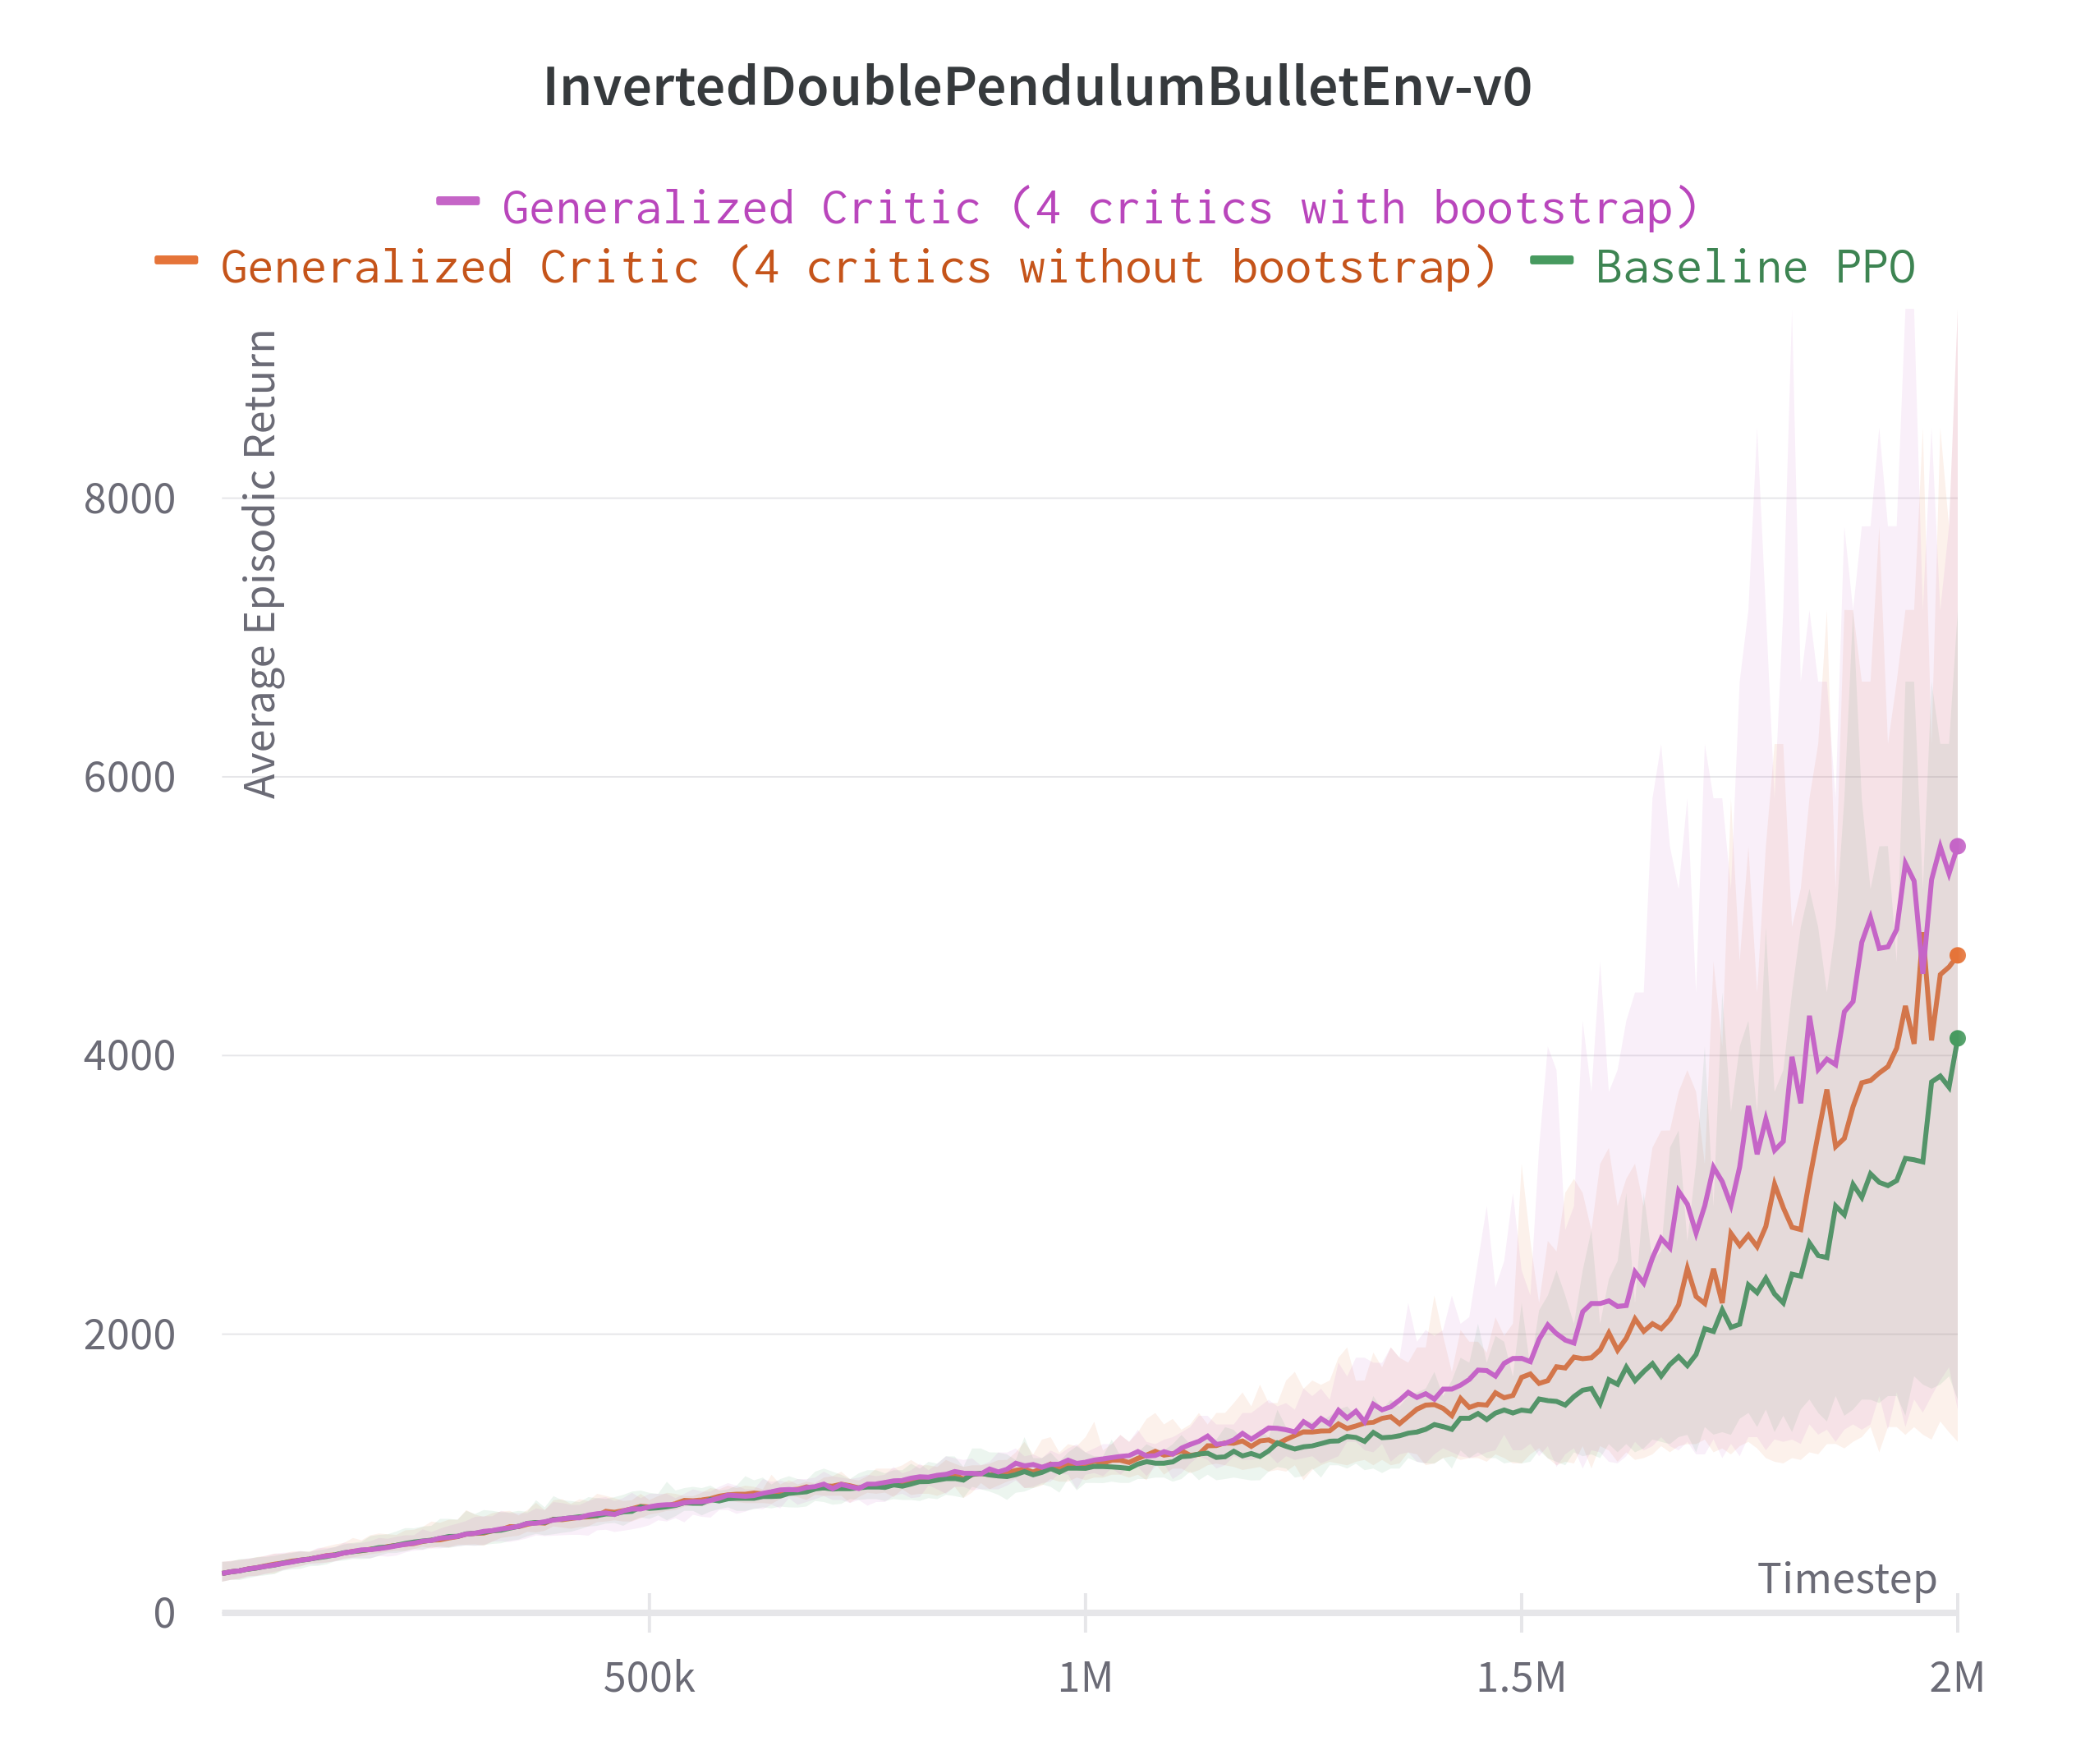 InvertedDoublePendulumBulletEnv-v0
Generalized Critic (4 critics with bootstrap)
Generalized Critic (4 critics without bootstrap) Baseline PPO
Average Episodic Return
8000
6000
4000
2000
0
Timestep
500k 1M 1.5M 2M